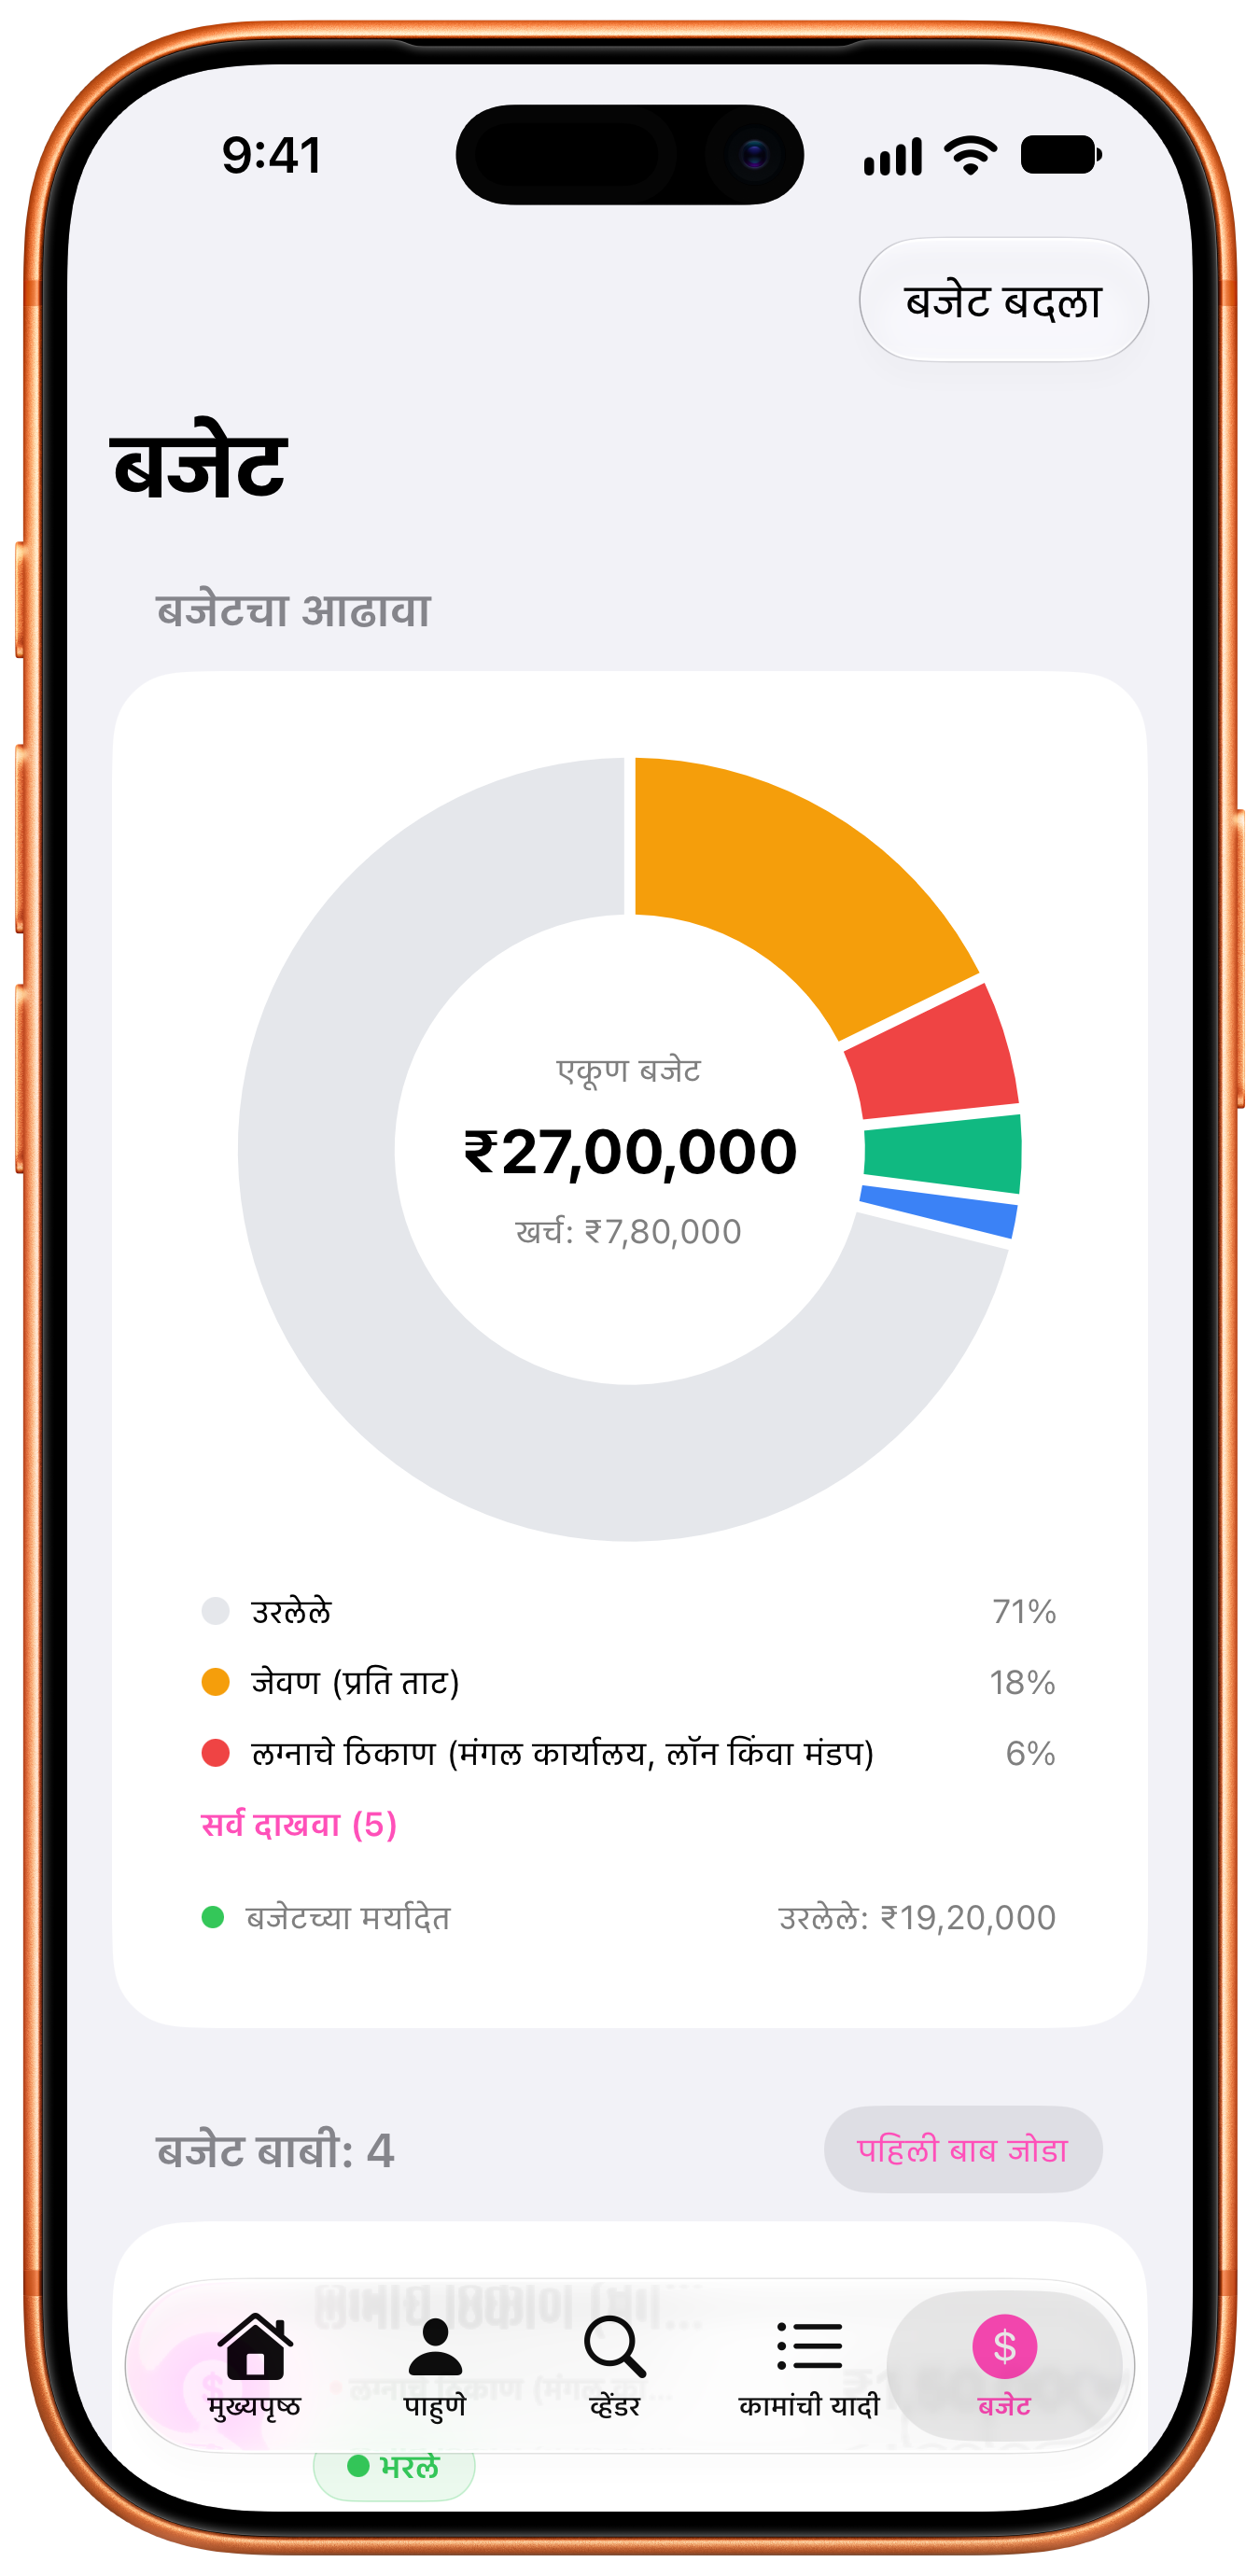 9:41
बजेट बदला
बजेट
बजेटचा आढावा
एकूण बजेट
₹27,00,000
खर्च: ₹7,80,000
उरलेले 71%
जेवण (प्रति ताट) 18%
लग्नाचे ठिकाण (मंगल कार्यालय, लॉन किंवा मंडप) 6%
सर्व दाखवा (5)
बजेटच्या मर्यादेत उरलेले: ₹19,20,000
बजेट बाबी: 4 पहिली बाब जोडा
मुख्यपृष्ठ पाहुणे व्हेंडर कामांची यादी बजेट
भरले